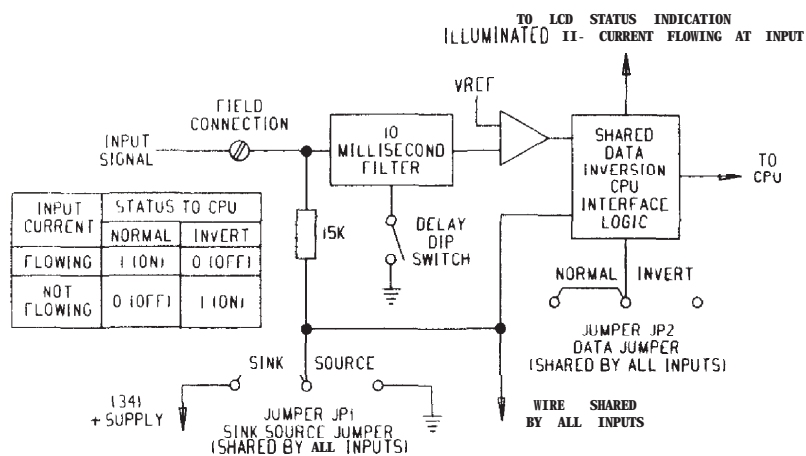 TO LCD STATUS INDICATION
ILLUMINATED II- CURRENT FLOWING AT INPUT
VREF
FIELD
CONNECTION
INPUT
SIGNAL
10
MILLISECOND
FILTER
SHARED
DATA
INVERSION
CPU
INTERFACE
LOGIC
TO
CPU
INPUT
CURRENT
STATUS TO CPU
NORMAL
INVERT
FLOWING
1 (ON)
0 (OFF)
NOT
FLOWING
0 (OFF)
1 (ON)
15K
DELAY
DIP
SWITCH
NORMAL
INVERT
JUMPER JP2
DATA JUMPER
(SHARED BY ALL INPUTS)
SINK
SOURCE
(34)
+ SUPPLY
JUMPER JP1
SINK SOURCE JUMPER
(SHARED BY ALL INPUTS)
WIRE SHARED
BY ALL INPUTS